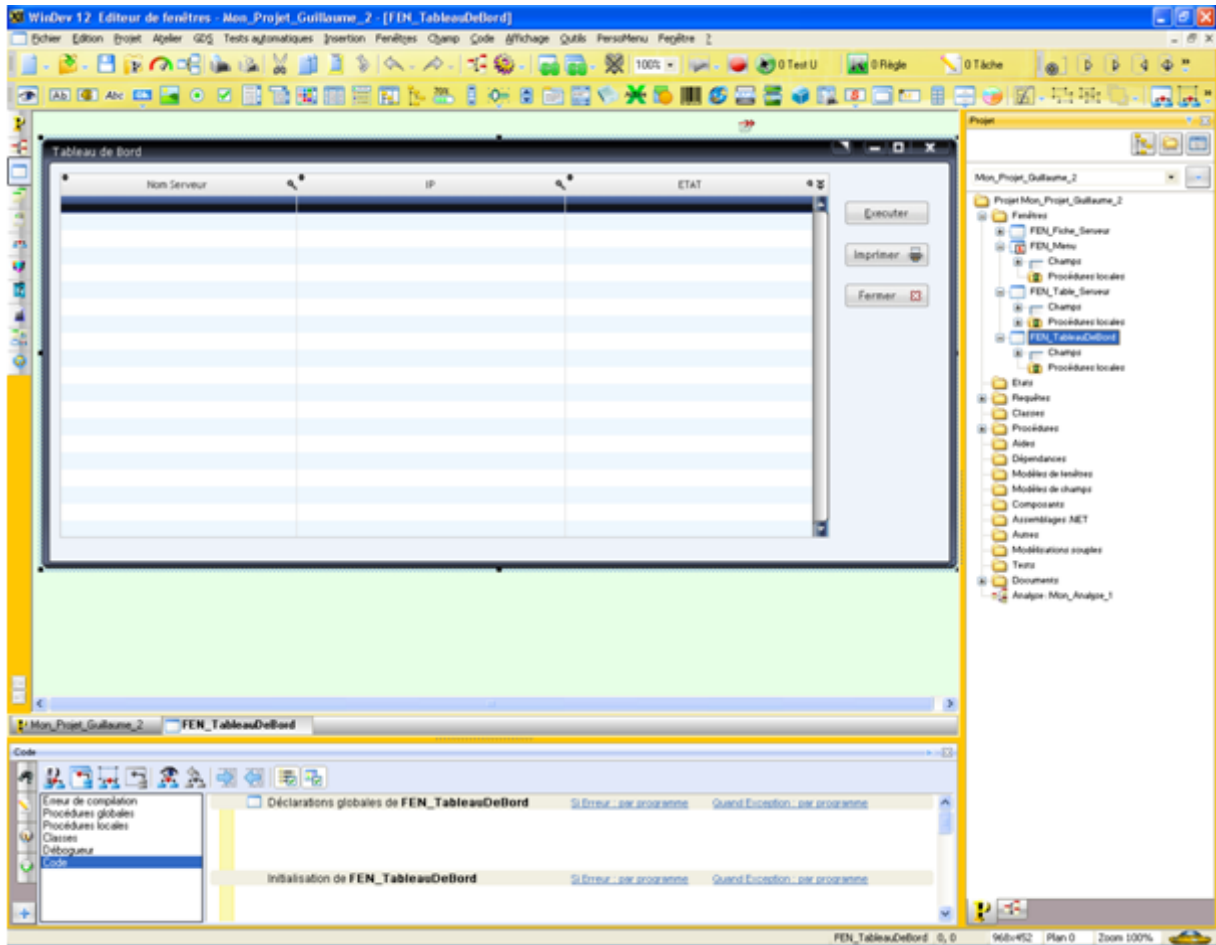 WinDev 12 Editeur de fenêtres - Mon_Projet_Guillaume_2 - [FEN_TableauDeBord]
Fichier Edition Projet Atelier GDS Tests automatiques Insertion Fenêtres Champ Code Affichage Outils PersoMenu Fenêtre ?
100% 0 Test U 0 Règle 0 Tâche
Abc
Projet
Tableau de Bord
Nom Serveur IP ETAT
Executer
Imprimer
Fermer
Mon_Projet_Guillaume_2
Projet Mon_Projet_Guillaume_2
Fenêtres
FEN_Fiche_Serveur
FEN_Menu
Champs
Procédures locales
FEN_Table_Serveur
Champs
Procédures locales
FEN_TableauDeBord
Champs
Procédures locales
Etats
Requêtes
Classes
Procédures
Aides
Dépendances
Modèles de fenêtres
Modèles de champs
Composants
Assemblages .NET
Autres
Modélisations souples
Tests
Documents
Analyse : Mon_Analyse_1
Mon_Projet_Guillaume_2 FEN_TableauDeBord
Code
Erreur de compilation
Procédures globales
Procédures locales
Classes
Débogueur
Code
Déclarations globales de FEN_TableauDeBord Si Erreur : par programme Quand Exception : par programme
Initialisation de FEN_TableauDeBord Si Erreur : par programme Quand Exception : par programme
FEN_TableauDeBord 0, 0 968x452 Plan 0 Zoom 100%